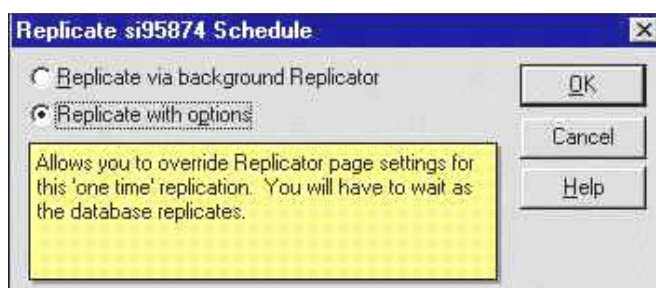 Replicate si95874 Schedule
Replicate via background Replicator
Replicate with options
Allows you to override Replicator page settings for
this 'one time' replication. You will have to wait as
the database replicates.
OK
Cancel
Help